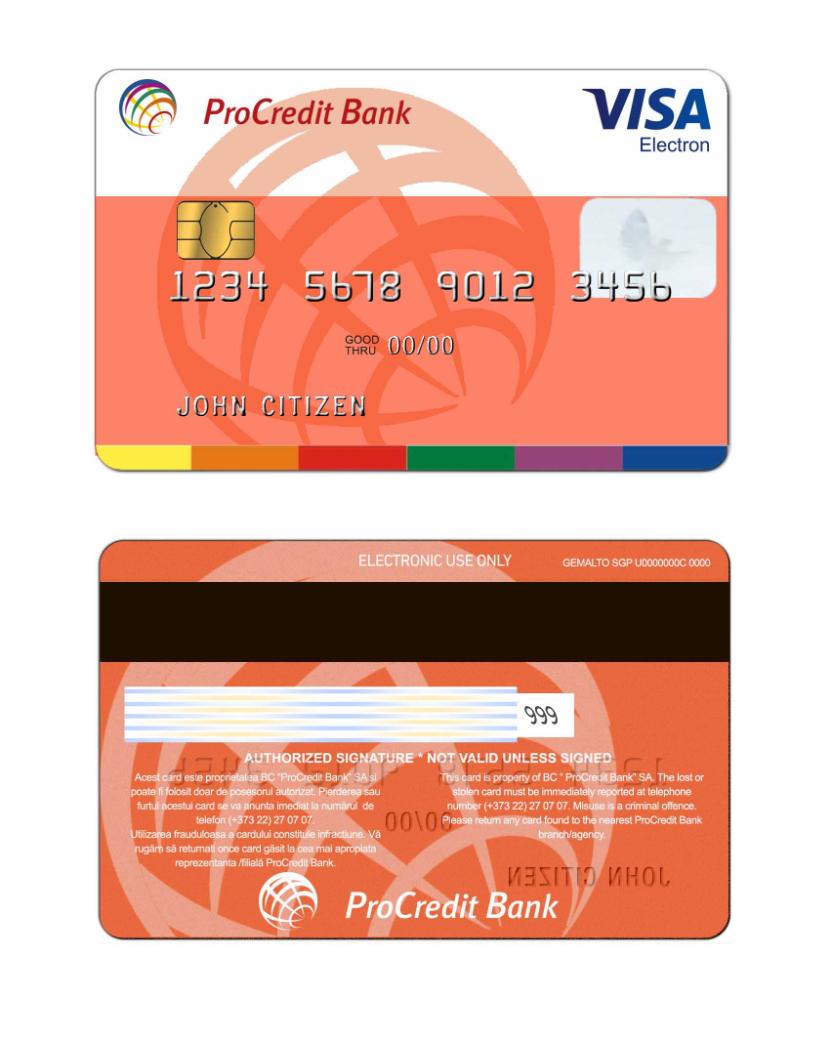 ProCredit Bank
VISA
Electron
1234 5678 9012 3456
GOOD
THRU 00/00
JOHN CITIZEN
ELECTRONIC USE ONLY
GEMALTO SGP U0000000C 0000
999
AUTHORIZED SIGNATURE * NOT VALID UNLESS SIGNED
Acest card este proprietatea BC "ProCredit Bank" SA și
poate fi folosit doar de posesorul autorizat. Pierderea sau
furtul acestui card se va anunta imediat la numărul de
telefon (+373 22) 27 07 07.
Utilizarea frauduloasa a cardului constituie infractiune. Vă
rugăm să returnati once card găsit la cea mai apropiata
reprezentanta /filială ProCredit Bank.
This card is property of BC " ProCredit Bank" SA. The lost or
stolen card must be immediately reported at telephone
number (+373 22) 27 07 07. Misuse is a criminal offence.
Please return any card found to the nearest ProCredit Bank
branch/agency.
00/00
JOHN CITIZEN
ProCredit Bank